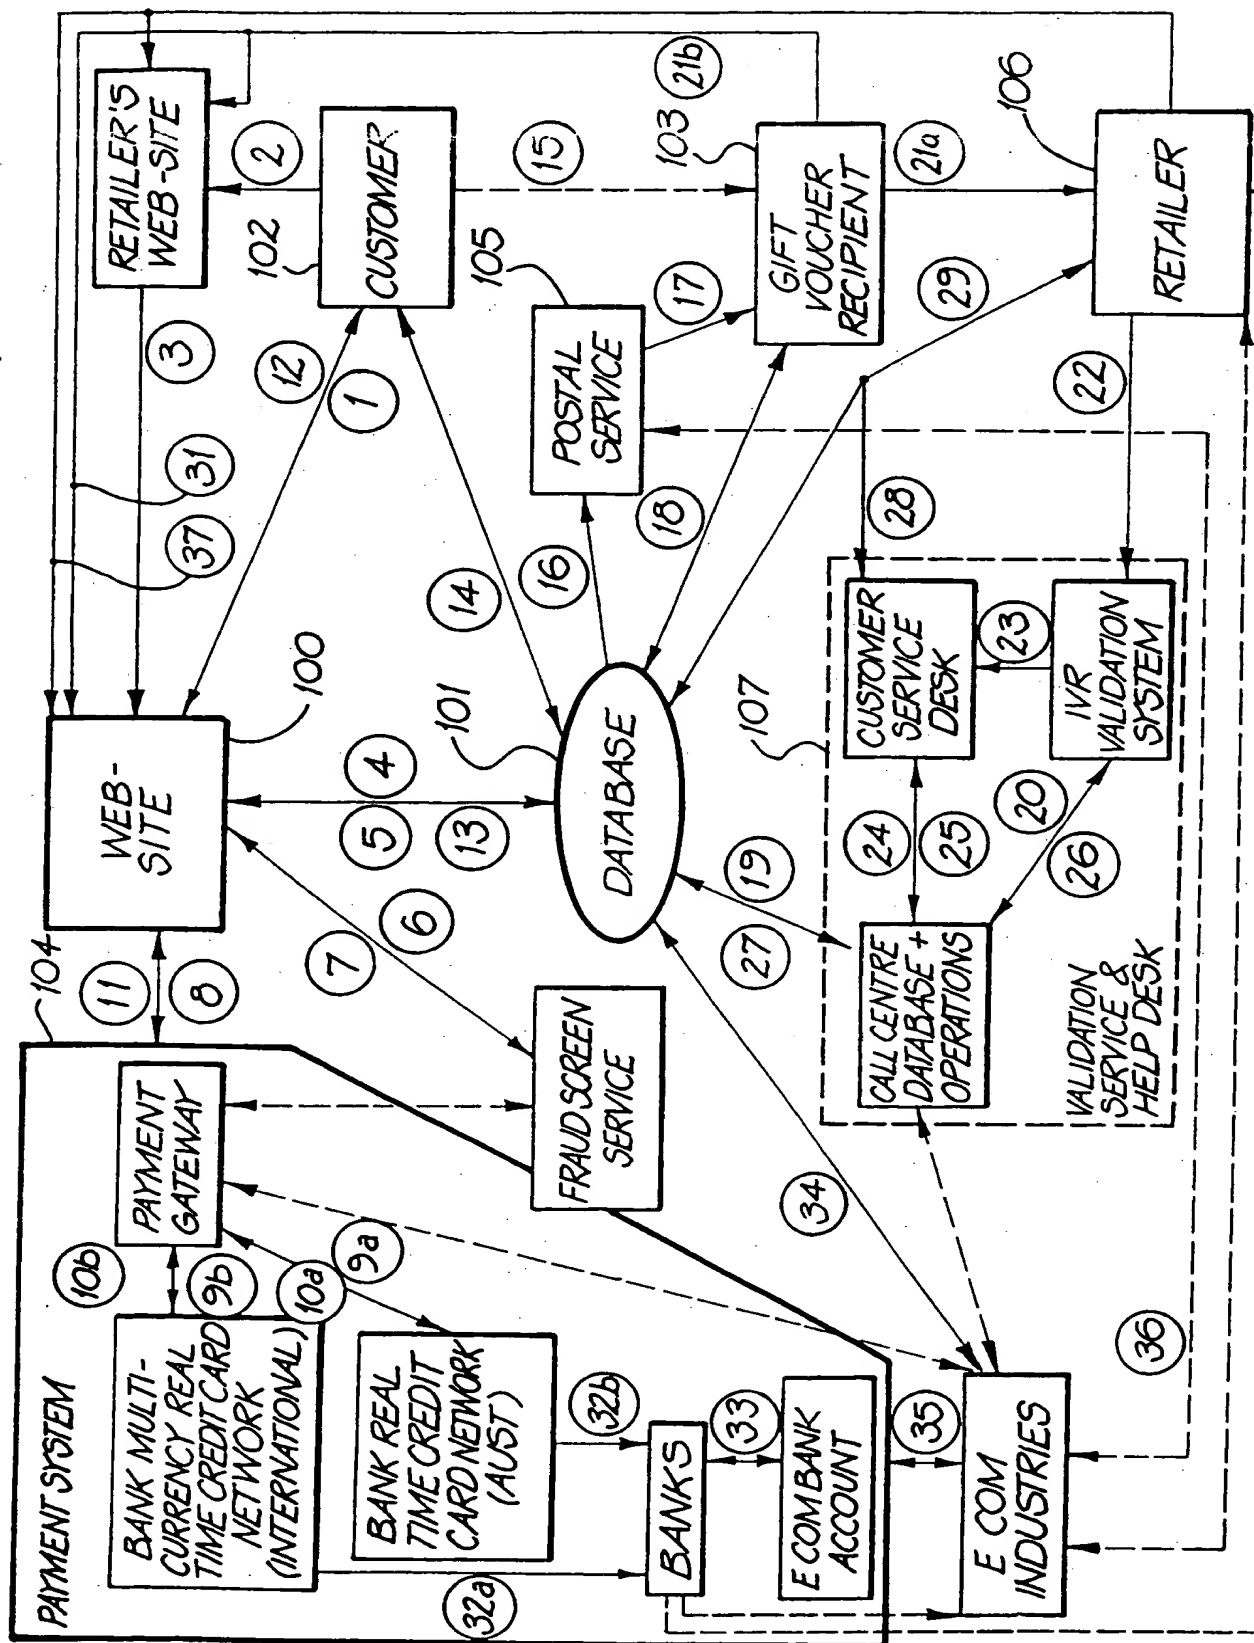 PAYMENT SYSTEM
104
BANK MULTI-
CURRENCY REAL
TIME CREDIT CARD
NETWORK
(INTERNATIONAL)
10b
9b
PAYMENT
GATEWAY
11
8
WEB-
SITE
100
37
31
3
RETAILER'S
WEB-SITE
2
102
12
1
CUSTOMER
10a
9a
BANK REAL
TIME CREDIT
CARD NETWORK
(AUST)
32a
32b
7
6
4
5
13
14
15
FRAUD SCREEN
SERVICE
101
DATABASE
16
105
POSTAL
SERVICE
17
18
103
21b
GIFT
VOUCHER
RECIPIENT
BANKS
33
E COM BANK
ACCOUNT
35
E COM
INDUSTRIES
34
36
19
27
107
CALL CENTRE
DATABASE +
OPERATIONS
24
25
CUSTOMER
SERVICE
DESK
28
29
21a
20
26
23
IVR
VALIDATION
SYSTEM
22
VALIDATION
SERVICE &
HELP DESK
106
RETAILER